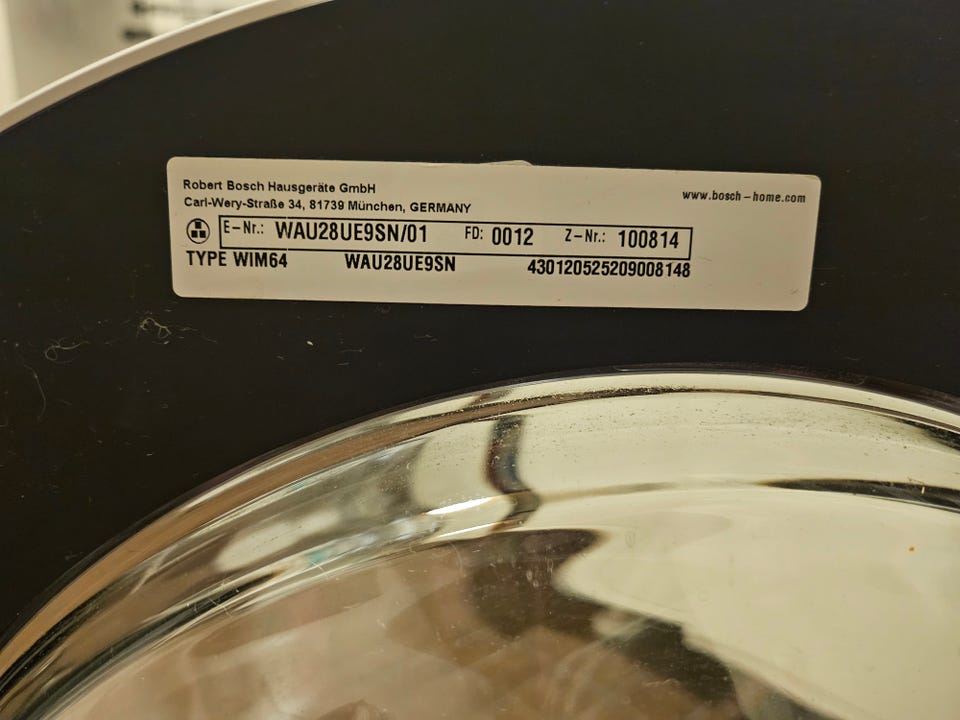 Robert Bosch Hausgeräte GmbH
Carl-Wery-Straße 34, 81739 München, GERMANY
www.bosch-home.com
E-Nr.: WAU28UE9SN/01 FD: 0012 Z-Nr.: 100814
TYPE WIM64 WAU28UE9SN 430120525209008148